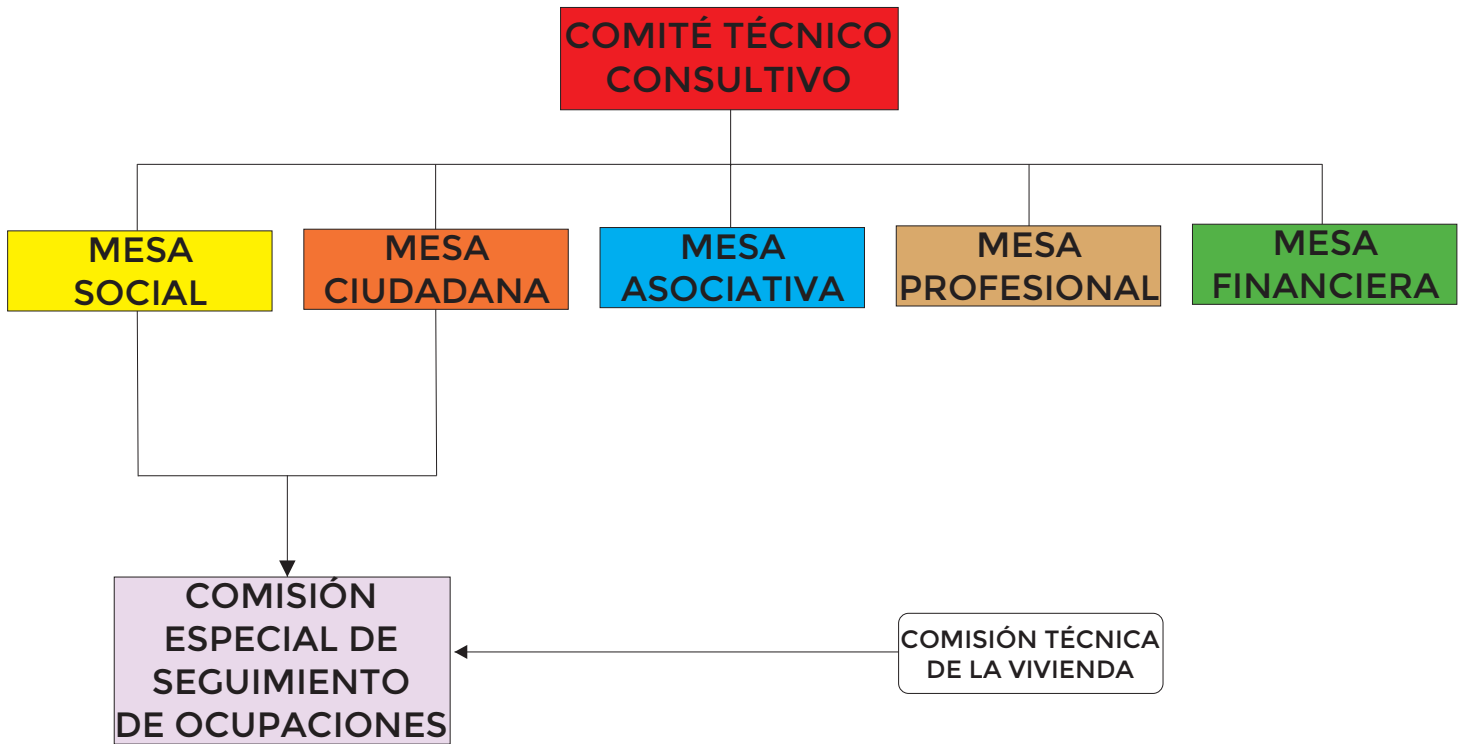 COMITÉ TÉCNICO
CONSULTIVO
MESA
SOCIAL
MESA
CIUDADANA
MESA
ASOCIATIVA
MESA
PROFESIONAL
MESA
FINANCIERA
COMISIÓN
ESPECIAL DE
SEGUIMIENTO
DE OCUPACIONES
COMISIÓN TÉCNICA
DE LA VIVIENDA